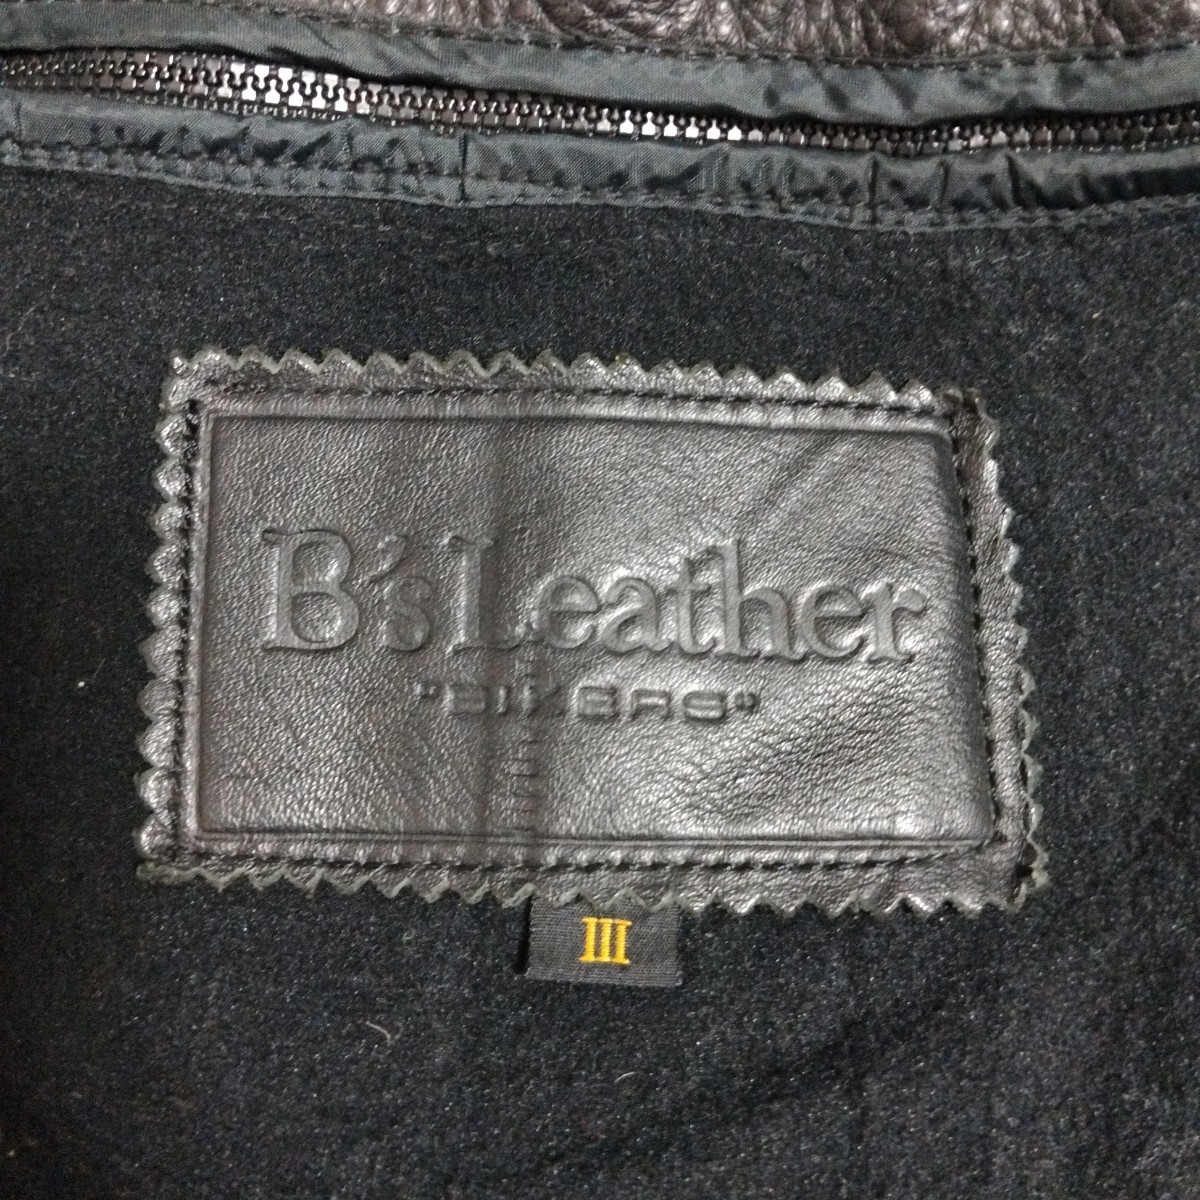 B's Leather
"BIKERS"
III